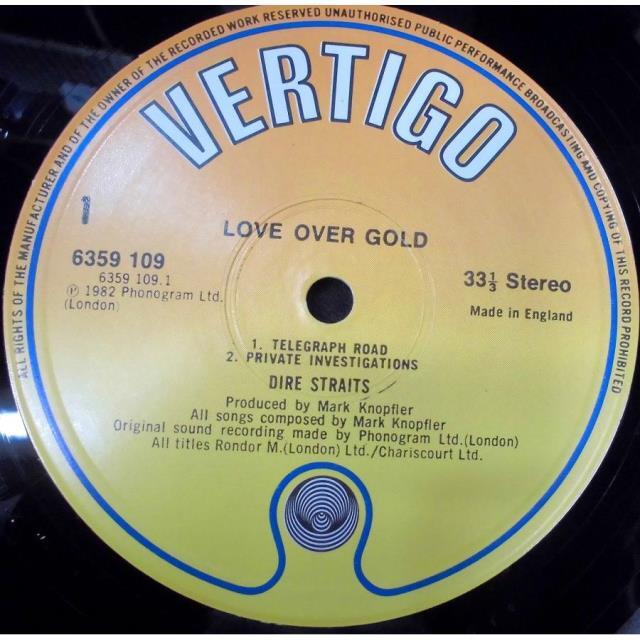 ALL RIGHTS OF THE MANUFACTURER AND OF THE OWNER OF THE RECORDED WORK RESERVED UNAUTHORISED PUBLIC PERFORMANCE BROADCASTING AND COPYING OF THIS RECORD PROHIBITED
VERTIGO
LOVE OVER GOLD
6359 109
6359 109.1
℗ 1982 Phonogram Ltd.
(London)
33⅓ Stereo
Made in England
1. TELEGRAPH ROAD
2. PRIVATE INVESTIGATIONS
DIRE STRAITS
Produced by Mark Knopfler
All songs composed by Mark Knopfler
Original sound recording made by Phonogram Ltd.(London)
All titles Rondor M.(London) Ltd./Chariscourt Ltd.